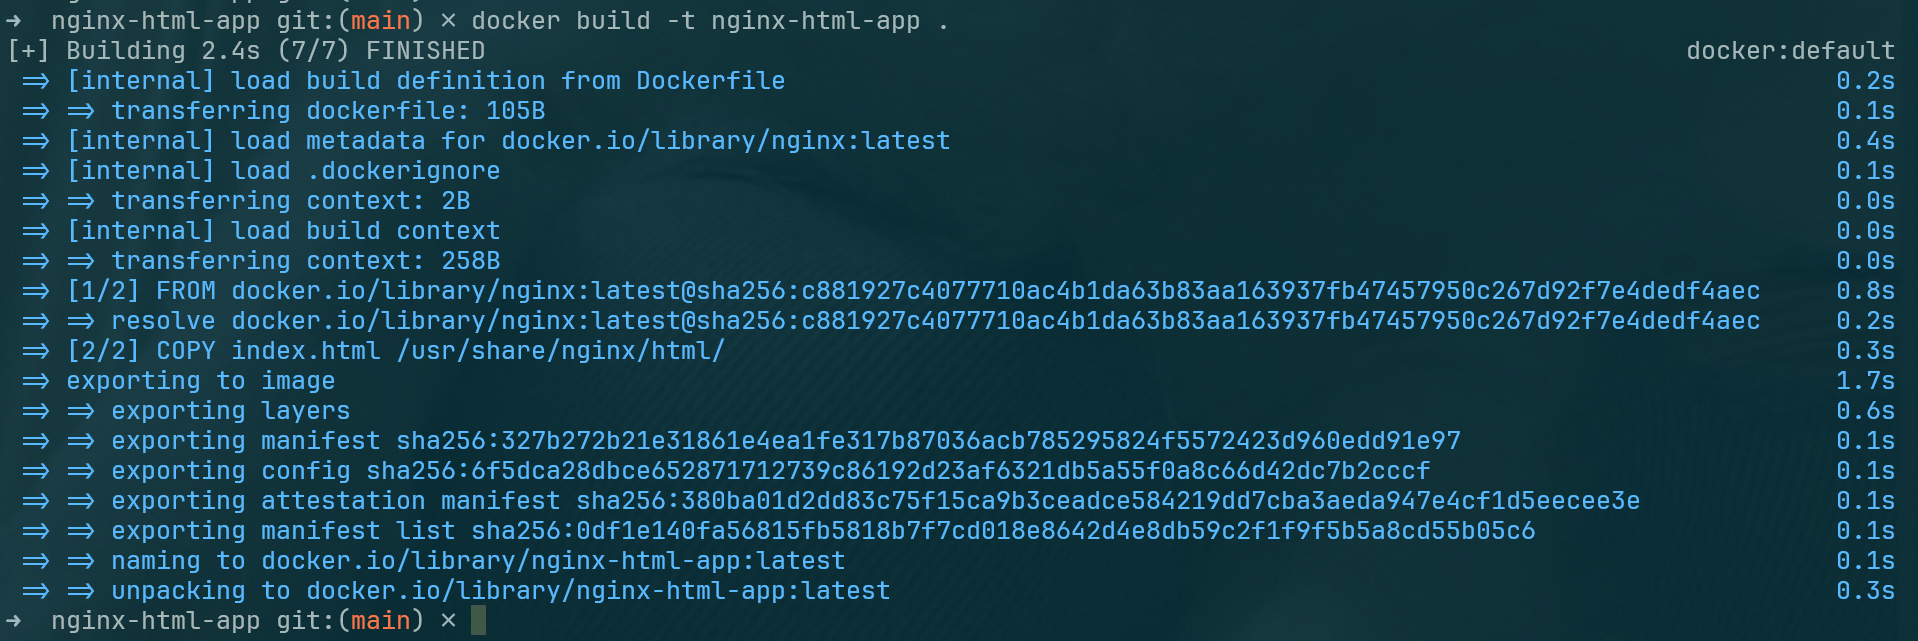 ➜  nginx-html-app git:(main) ✗ docker build -t nginx-html-app .
[+] Building 2.4s (7/7) FINISHED docker:default
=> [internal] load build definition from Dockerfile 0.2s
=> => transferring dockerfile: 105B 0.1s
=> [internal] load metadata for docker.io/library/nginx:latest 0.4s
=> [internal] load .dockerignore 0.1s
=> => transferring context: 2B 0.0s
=> [internal] load build context 0.0s
=> => transferring context: 258B 0.0s
=> [1/2] FROM docker.io/library/nginx:latest@sha256:c881927c4077710ac4b1da63b83aa163937fb47457950c267d92f7e4dedf4aec 0.8s
=> => resolve docker.io/library/nginx:latest@sha256:c881927c4077710ac4b1da63b83aa163937fb47457950c267d92f7e4dedf4aec 0.2s
=> [2/2] COPY index.html /usr/share/nginx/html/ 0.3s
=> exporting to image 1.7s
=> => exporting layers 0.6s
=> => exporting manifest sha256:327b272b21e31861e4ea1fe317b87036acb785295824f5572423d960edd91e97 0.1s
=> => exporting config sha256:6f5dca28dbce652871712739c86192d23af6321db5a55f0a8c66d42dc7b2cccf 0.1s
=> => exporting attestation manifest sha256:380ba01d2dd83c75f15ca9b3ceadce584219dd7cba3aeda947e4cf1d5eecee3e 0.1s
=> => exporting manifest list sha256:0df1e140fa56815fb5818b7f7cd018e8642d4e8db59c2f1f9f5b5a8cd55b05c6 0.1s
=> => naming to docker.io/library/nginx-html-app:latest 0.1s
=> => unpacking to docker.io/library/nginx-html-app:latest 0.3s
➜  nginx-html-app git:(main) ✗